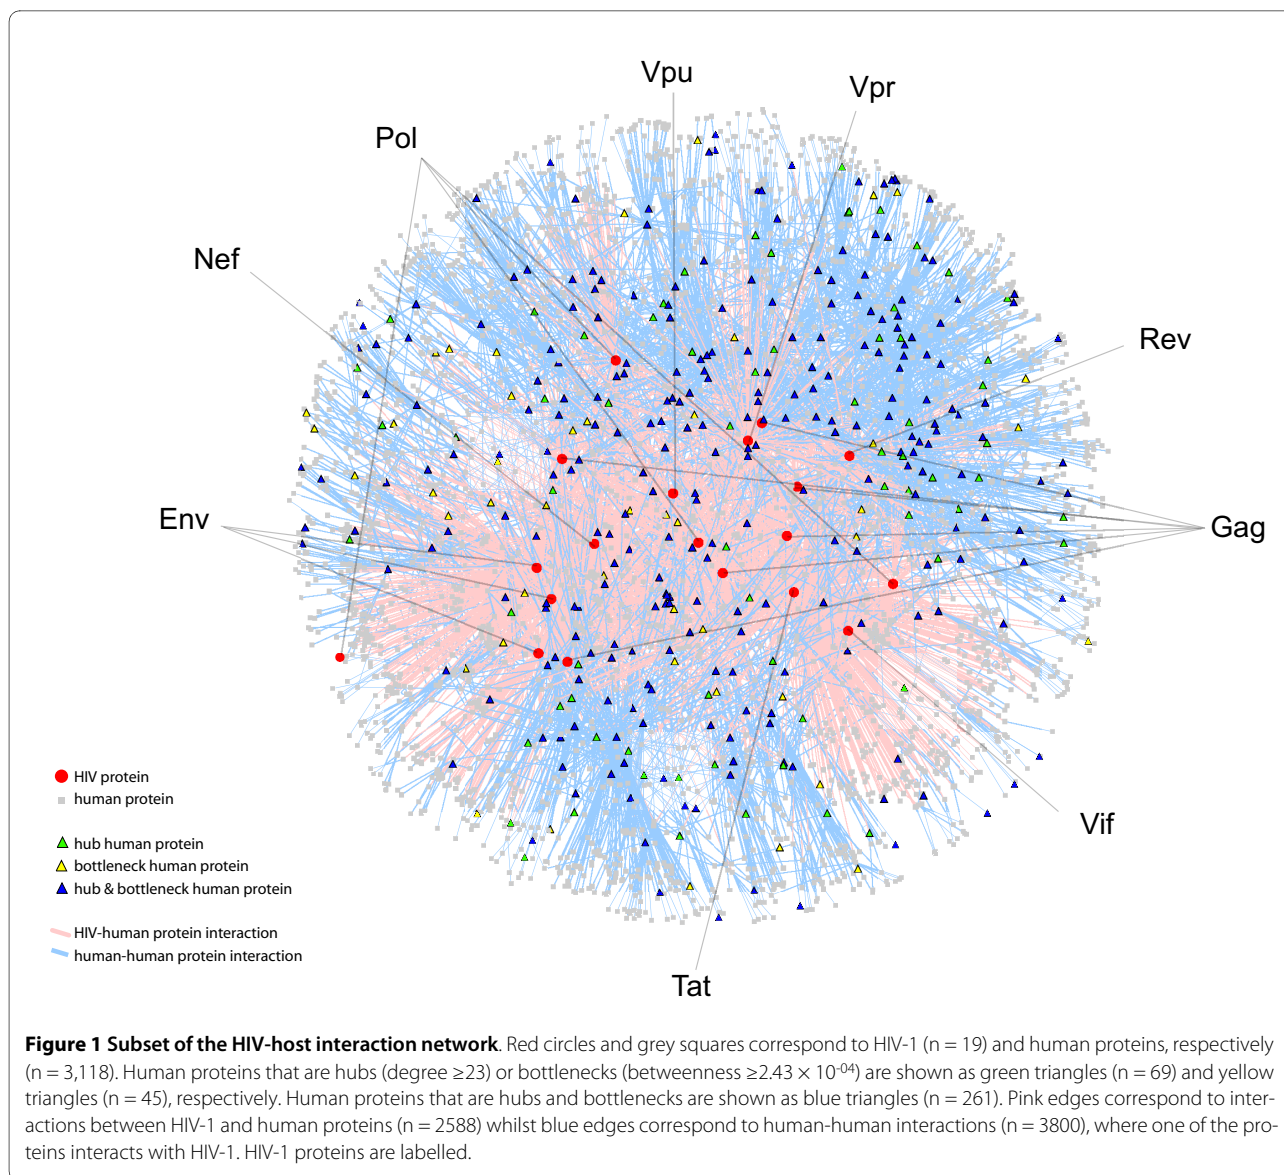 Vpu
Vpr
Pol
Nef
Rev
Env
Gag
Vif
Tat
HIV protein
human protein
hub human protein
bottleneck human protein
hub & bottleneck human protein
HIV-human protein interaction
human-human protein interaction
Figure 1 Subset of the HIV-host interaction network. Red circles and grey squares correspond to HIV-1 (n = 19) and human proteins, respectively
(n = 3,118). Human proteins that are hubs (degree ≥23) or bottlenecks (betweenness ≥2.43 × 10⁻⁰⁴) are shown as green triangles (n = 69) and yellow
triangles (n = 45), respectively. Human proteins that are hubs and bottlenecks are shown as blue triangles (n = 261). Pink edges correspond to inter-
actions between HIV-1 and human proteins (n = 2588) whilst blue edges correspond to human-human interactions (n = 3800), where one of the pro-
teins interacts with HIV-1. HIV-1 proteins are labelled.